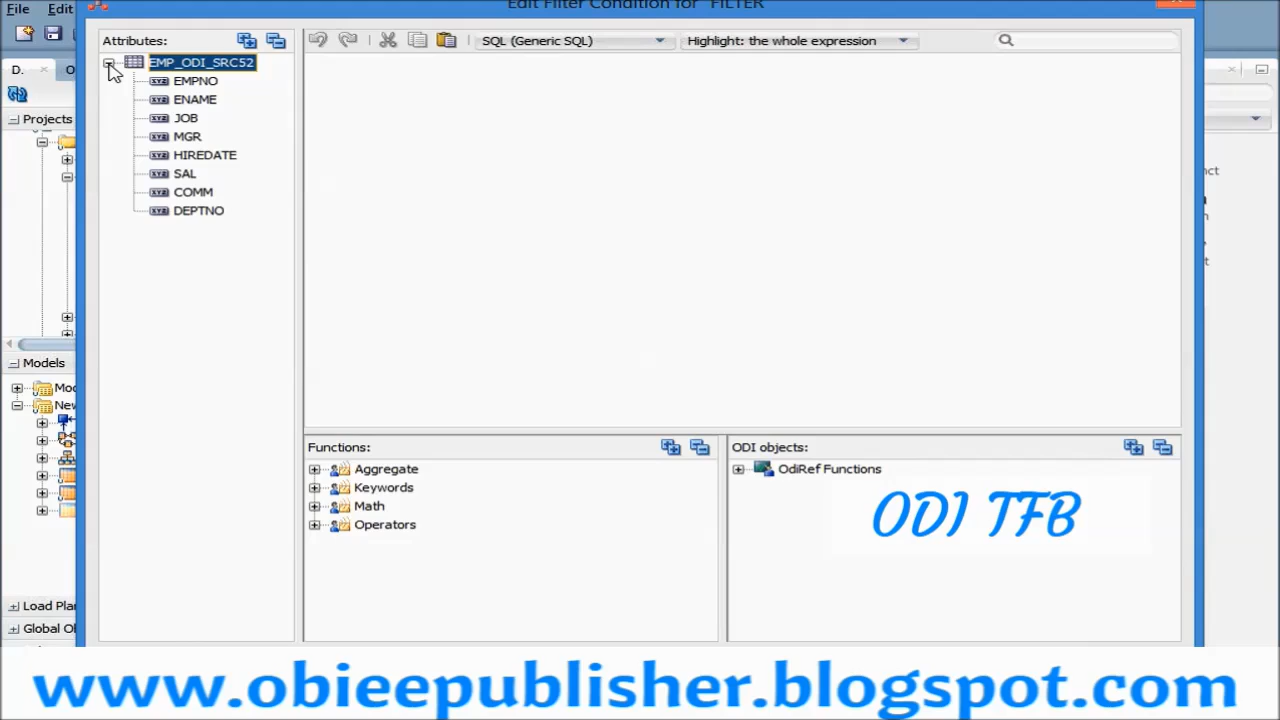 Edit Filter Condition for "FILTER"
File Edit
Attributes:
SQL (Generic SQL)
Highlight: the whole expression
EMP_ODI_SRC52
D.
EMPNO
ENAME
Projects
JOB
MGR
HIREDATE
SAL
COMM
DEPTNO
Models
Functions:
ODI objects:
Aggregate
OdiRef Functions
Keywords
Math
Operators
ODI TFB
Load Plan
Global Ob
www.obieepublisher.blogspot.com